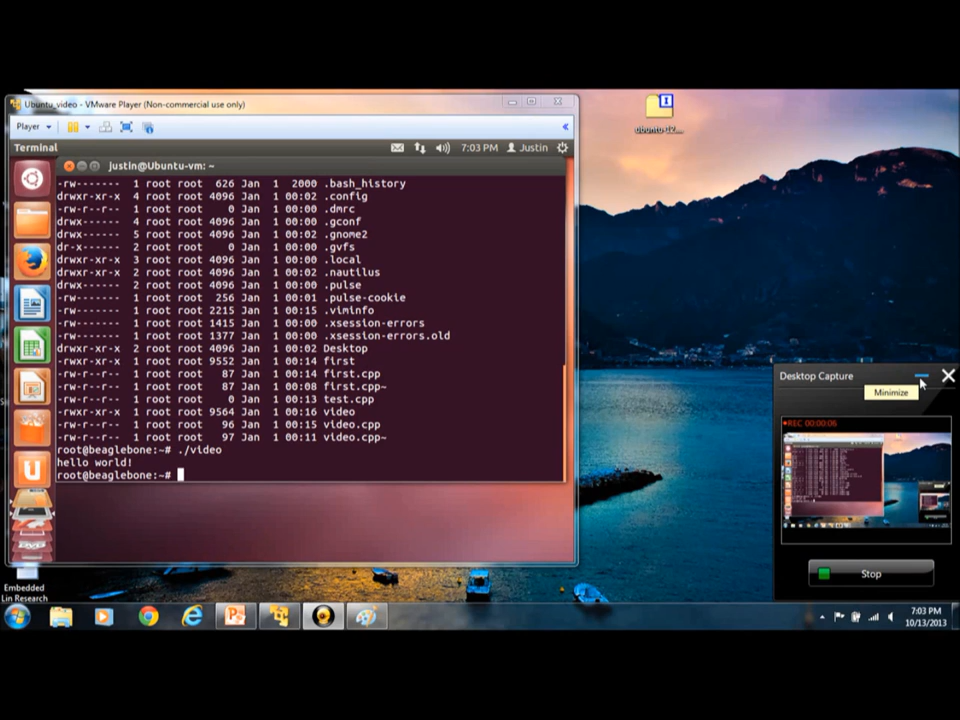 Ubuntu_video - VMware Player (Non-commercial use only)
Player
Terminal 7:03 PM Justin
justin@Ubuntu-vm: ~
-rw------- 1 root root 626 Jan 1 2000 .bash_history
drwxr-xr-x 4 root root 4096 Jan 1 00:02 .config
-rw-r--r-- 1 root root 0 Jan 1 00:00 .dmrc
drwx------ 4 root root 4096 Jan 1 00:00 .gconf
drwx------ 5 root root 4096 Jan 1 00:02 .gnome2
dr-x------ 2 root root 0 Jan 1 00:00 .gvfs
drwxr-xr-x 3 root root 4096 Jan 1 00:00 .local
drwxr-xr-x 2 root root 4096 Jan 1 00:02 .nautilus
drwx------ 2 root root 4096 Jan 1 00:00 .pulse
-rw------- 1 root root 256 Jan 1 00:01 .pulse-cookie
-rw------- 1 root root 2215 Jan 1 00:15 .viminfo
-rw------- 1 root root 1415 Jan 1 00:00 .xsession-errors
-rw------- 1 root root 1377 Jan 1 00:00 .xsession-errors.old
drwxr-xr-x 2 root root 4096 Jan 1 00:02 Desktop
-rwxr-xr-x 1 root root 9552 Jan 1 00:14 first
-rw-r--r-- 1 root root 87 Jan 1 00:14 first.cpp
-rw-r--r-- 1 root root 87 Jan 1 00:08 first.cpp~
-rw-r--r-- 1 root root 0 Jan 1 00:13 test.cpp
-rwxr-xr-x 1 root root 9564 Jan 1 00:16 video
-rw-r--r-- 1 root root 96 Jan 1 00:15 video.cpp
-rw-r--r-- 1 root root 97 Jan 1 00:11 video.cpp~
root@beaglebone:~# ./video
hello world!
root@beaglebone:~#
ubuntu-12....
Desktop Capture
Minimize
REC 00:00:06
Stop
Embedded
Lin Research
7:03 PM
10/13/2013